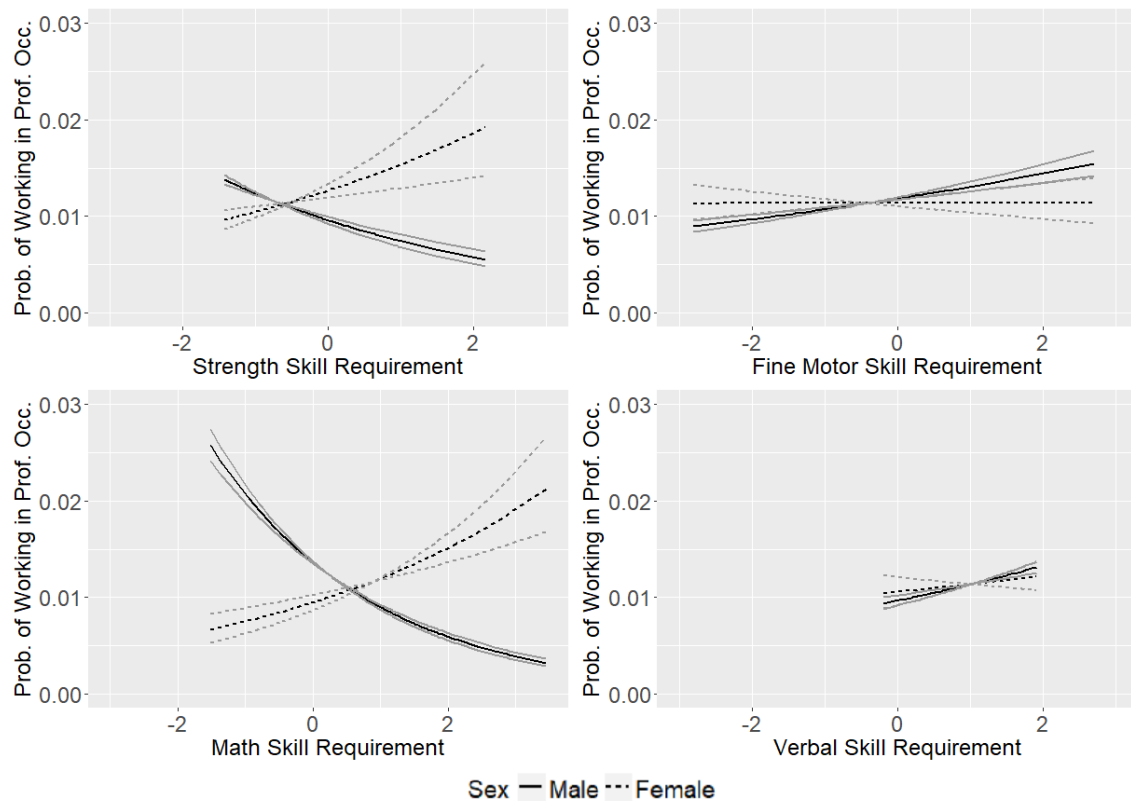 Prob. of Working in Prof. Occ.
0.03
0.02
0.01
0.00
-2 0 2
Strength Skill Requirement
Prob. of Working in Prof. Occ.
0.03
0.02
0.01
0.00
-2 0 2
Fine Motor Skill Requirement
Prob. of Working in Prof. Occ.
0.03
0.02
0.01
0.00
-2 0 2
Math Skill Requirement
Prob. of Working in Prof. Occ.
0.03
0.02
0.01
0.00
-2 0 2
Verbal Skill Requirement
Sex Male Female